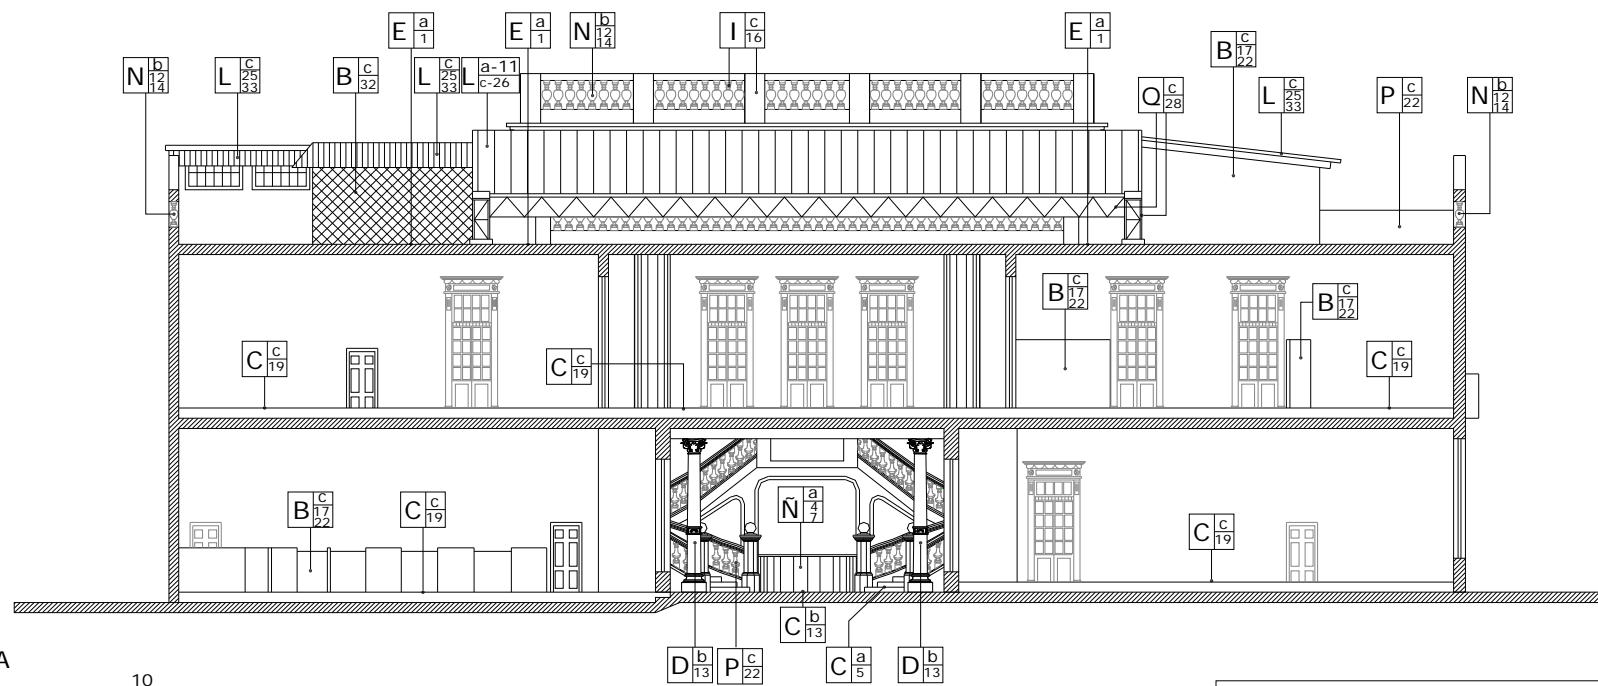 E a 1
E a 1
N b 12 14
I c 16
E a 1
B c 17 22
N b 12 14
L c 25 33
B c 32
L c 25 33
L a-11 c-26
Q c 28
L c 25 33
P c 22
N b 12 14
B c 17 22
B c 17 22
C c 19
C c 19
C c 19
B c 17 22
C c 19
Ñ a 4 7
C c 19
C b 13
D b 13
P c 22
C a 5
D b 13
A
10